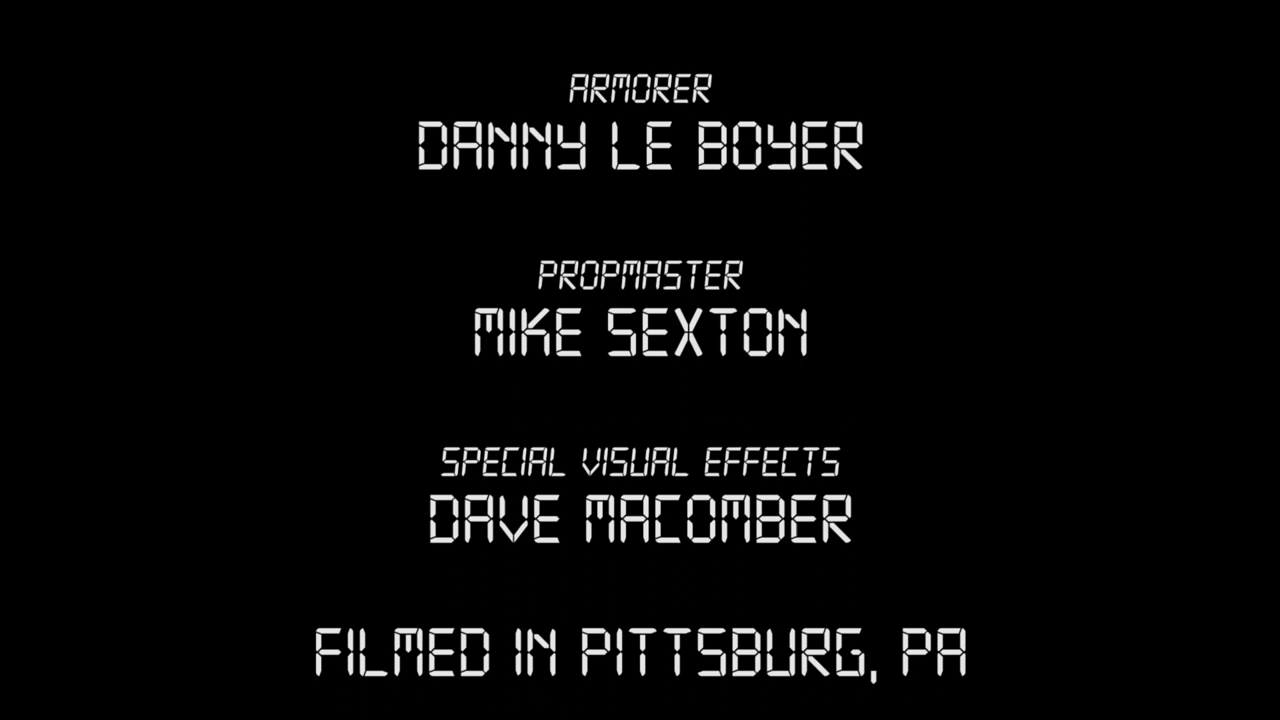 ARMORER
DANNY LE BOYER
PROPMASTER
MIKE SEXTON
SPECIAL VISUAL EFFECTS
DAVE MACOMBER
FILMED IN PITTSBURG, PA